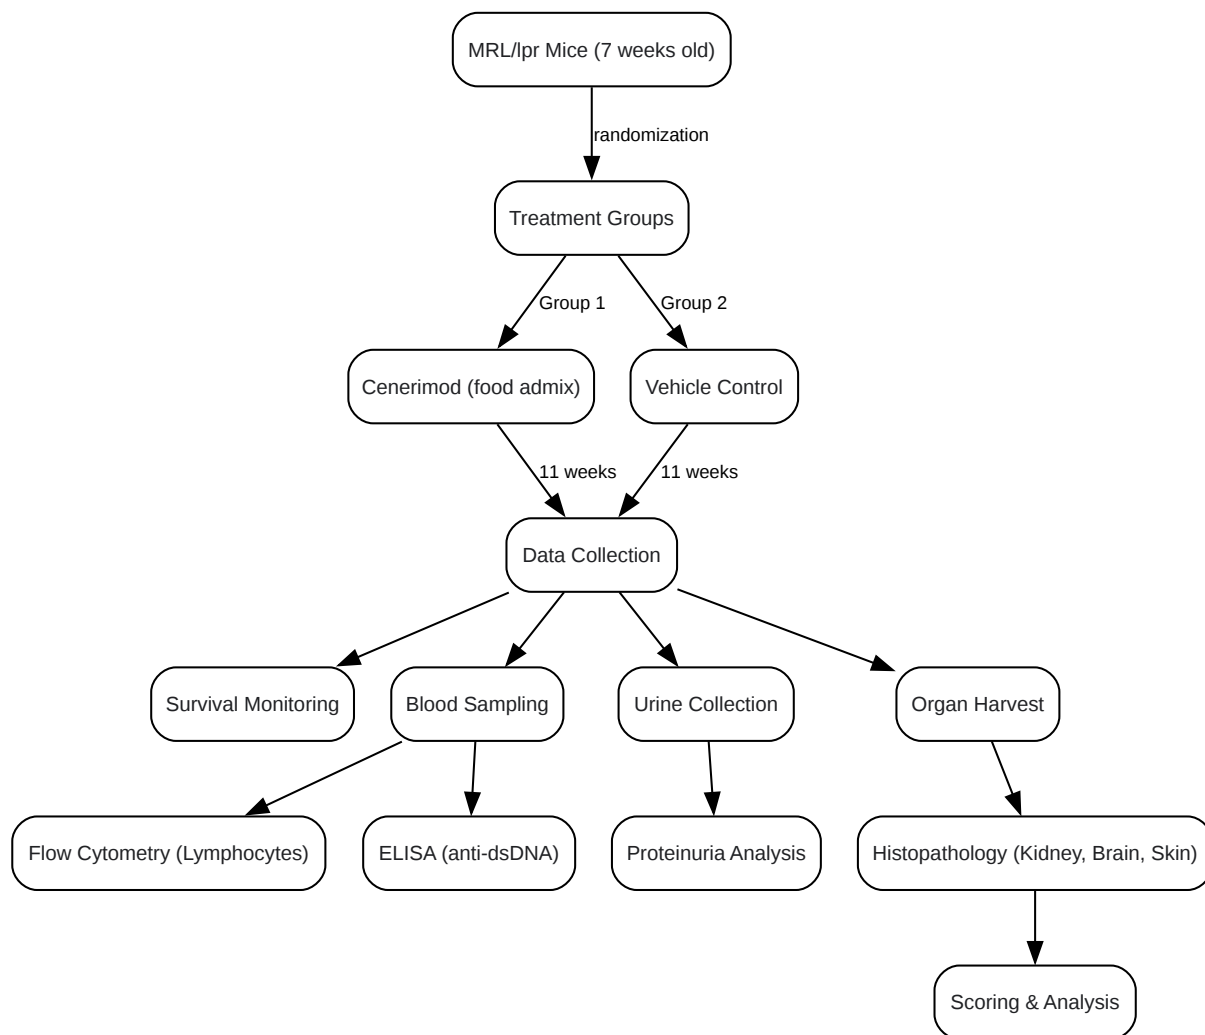 MRL/lpr Mice (7 weeks old)
randomization
Treatment Groups
Group 1
Group 2
Cenerimod (food admix)
Vehicle Control
11 weeks
11 weeks
Data Collection
Survival Monitoring
Blood Sampling
Urine Collection
Organ Harvest
Flow Cytometry (Lymphocytes)
ELISA (anti-dsDNA)
Proteinuria Analysis
Histopathology (Kidney, Brain, Skin)
Scoring & Analysis